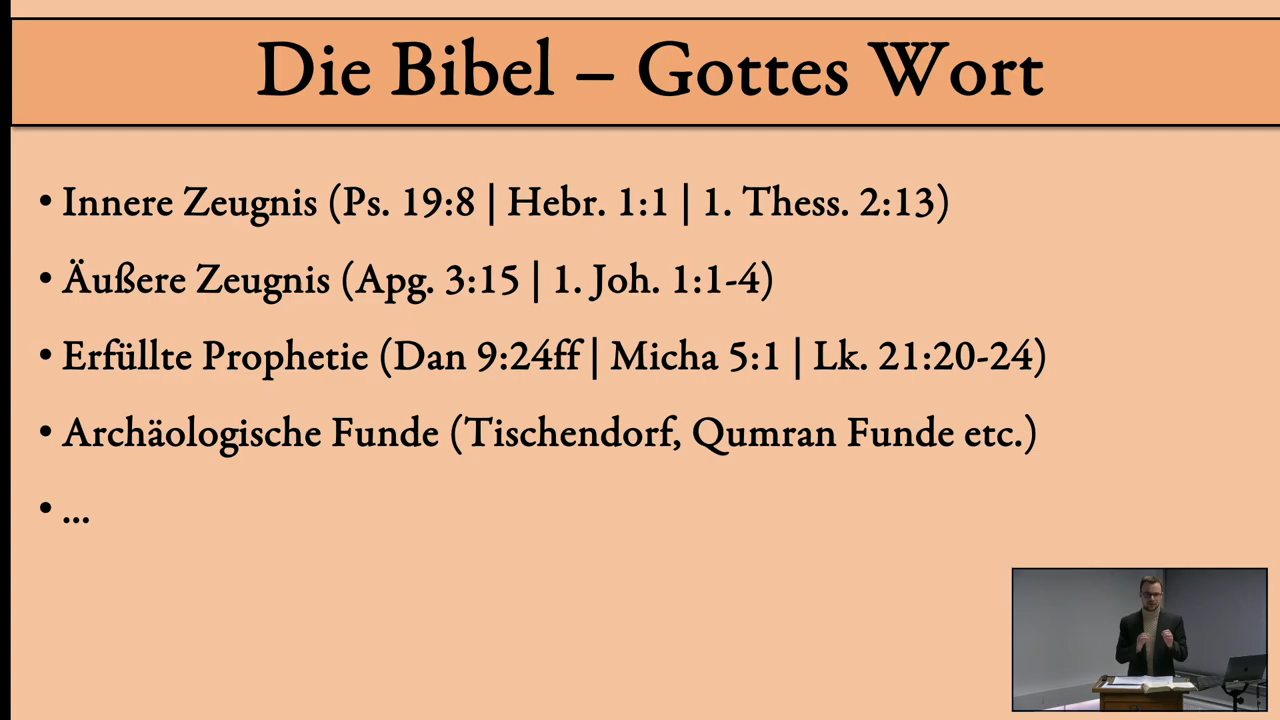 Die Bibel – Gottes Wort
• Innere Zeugnis (Ps. 19:8 | Hebr. 1:1 | 1. Thess. 2:13)
• Äußere Zeugnis (Apg. 3:15 | 1. Joh. 1:1-4)
• Erfüllte Prophetie (Dan 9:24ff | Micha 5:1 | Lk. 21:20-24)
• Archäologische Funde (Tischendorf, Qumran Funde etc.)
• ...